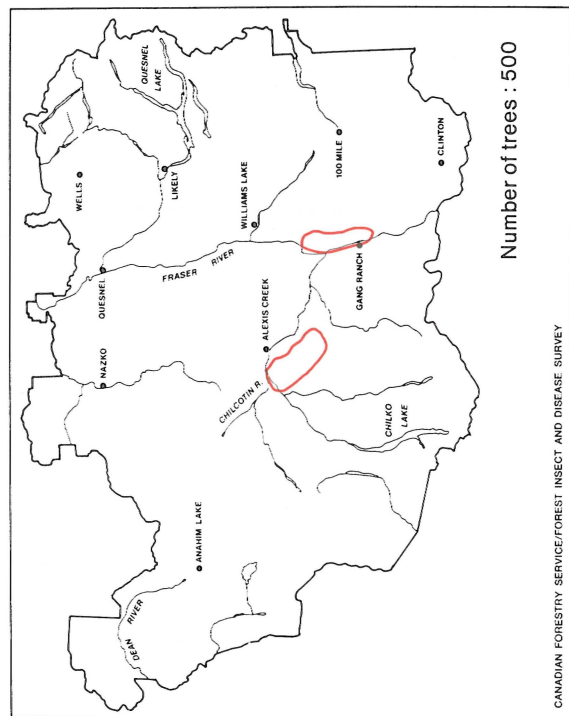 QUESNEL
LAKE
WELLS
LIKELY
WILLIAMS LAKE
100 MILE
CLINTON
QUESNEL
FRASER RIVER
GANG RANCH
ALEXIS CREEK
NAZKO
CHILCOTIN R.
CHILKO
LAKE
ANAHIM LAKE
DEAN RIVER
Number of trees : 500
CANADIAN FORESTRY SERVICE/FOREST INSECT AND DISEASE SURVEY